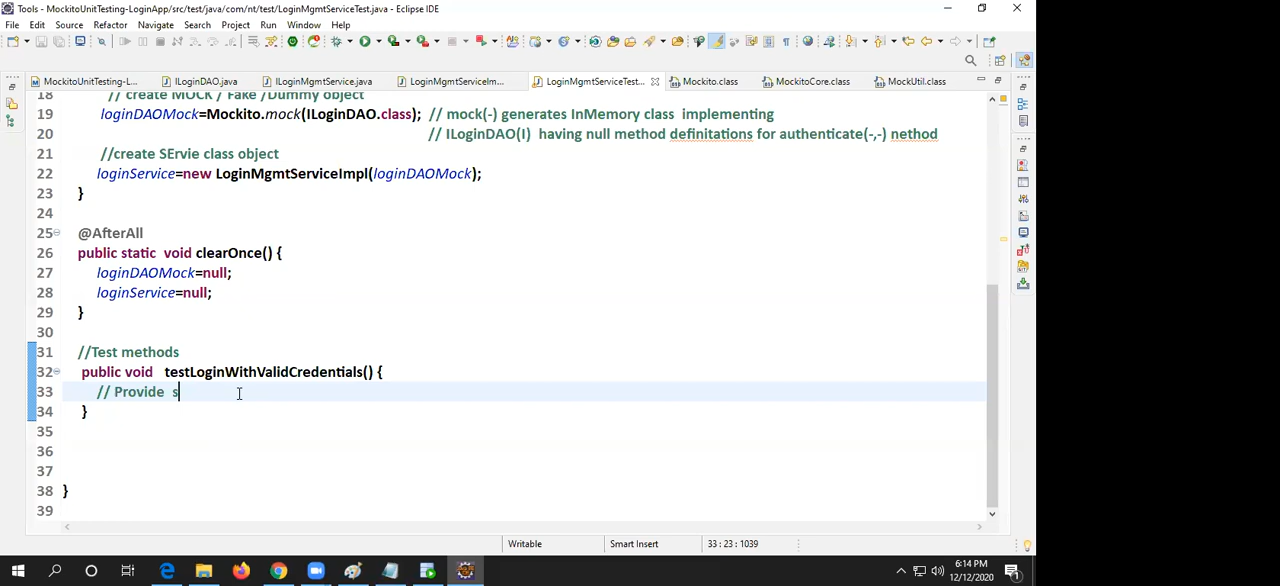 Tools - MockitoUnitTesting-LoginApp/src/test/java/com/nt/test/LoginMgmtServiceTest.java - Eclipse IDE
File Edit Source Refactor Navigate Search Project Run Window Help
MockitoUnitTesting-L... ILoginDAO.java ILoginMgmtService.java LoginMgmtServiceIm... LoginMgmtServiceTest... Mockito.class MockitoCore.class MockUtil.class
18 // create MOCK / Fake /Dummy object
19 loginDAOMock=Mockito.mock(ILoginDAO.class); // mock(-) generates InMemory class implementing
20 // ILoginDAO(I) having null method definitations for authenticate(-,-) nethod
21 //create SErvie class object
22 loginService=new LoginMgmtServiceImpl(loginDAOMock);
23 }
24
25 @AfterAll
26 public static void clearOnce() {
27 loginDAOMock=null;
28 loginService=null;
29 }
30
31 //Test methods
32 public void testLoginWithValidCredentials() {
33 // Provide s
34 }
35
36
37
38 }
39
Writable Smart Insert 33 : 23 : 1039
6:14 PM
12/12/2020